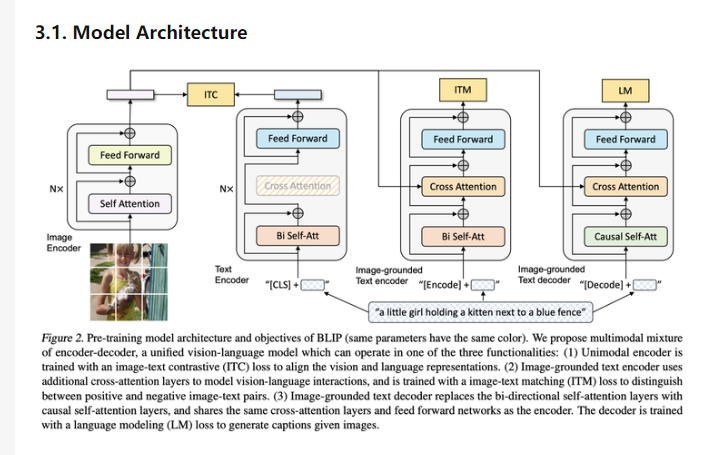 3.1. Model Architecture
ITC
ITM
LM
Feed Forward
Self Attention
Nx
Image
Encoder
Feed Forward
Cross Attention
Bi Self-Att
Nx
Text
Encoder
"[CLS] + "
Feed Forward
Cross Attention
Bi Self-Att
Image-grounded
Text encoder
"[Encode] + "
Feed Forward
Cross Attention
Causal Self-Att
Image-grounded
Text decoder
"[Decode] + "
"a little girl holding a kitten next to a blue fence"
Figure 2. Pre-training model architecture and objectives of BLIP (same parameters have the same color). We propose multimodal mixture
of encoder-decoder, a unified vision-language model which can operate in one of the three functionalities: (1) Unimodal encoder is
trained with an image-text contrastive (ITC) loss to align the vision and language representations. (2) Image-grounded text encoder uses
additional cross-attention layers to model vision-language interactions, and is trained with a image-text matching (ITM) loss to distinguish
between positive and negative image-text pairs. (3) Image-grounded text decoder replaces the bi-directional self-attention layers with
causal self-attention layers, and shares the same cross-attention layers and feed forward networks as the encoder. The decoder is trained
with a language modeling (LM) loss to generate captions given images.